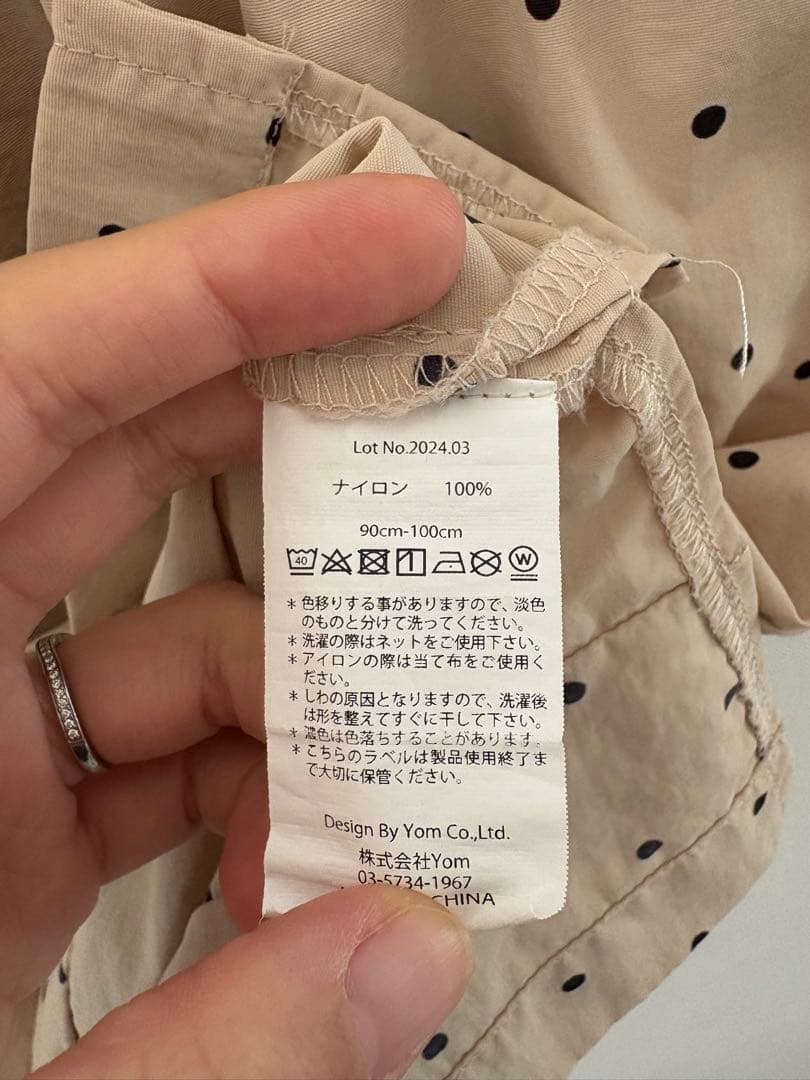 Lot No.2024.03
ナイロン 100%
90cm-100cm
40 W
＊色移りする事がありますので、淡色
のものと分けて洗ってください。
＊洗濯の際はネットをご使用下さい。
＊アイロンの際は当て布をご使用く
ださい。
＊しわの原因となりますので、洗濯後
は形を整えてすぐに干して下さい。
＊濃色は色落ちすることがあります。
＊こちらのラベルは製品使用終了ま
で大切に保管ください。
Design By Yom Co.,Ltd.
株式会社Yom
03-5734-1967
CHINA